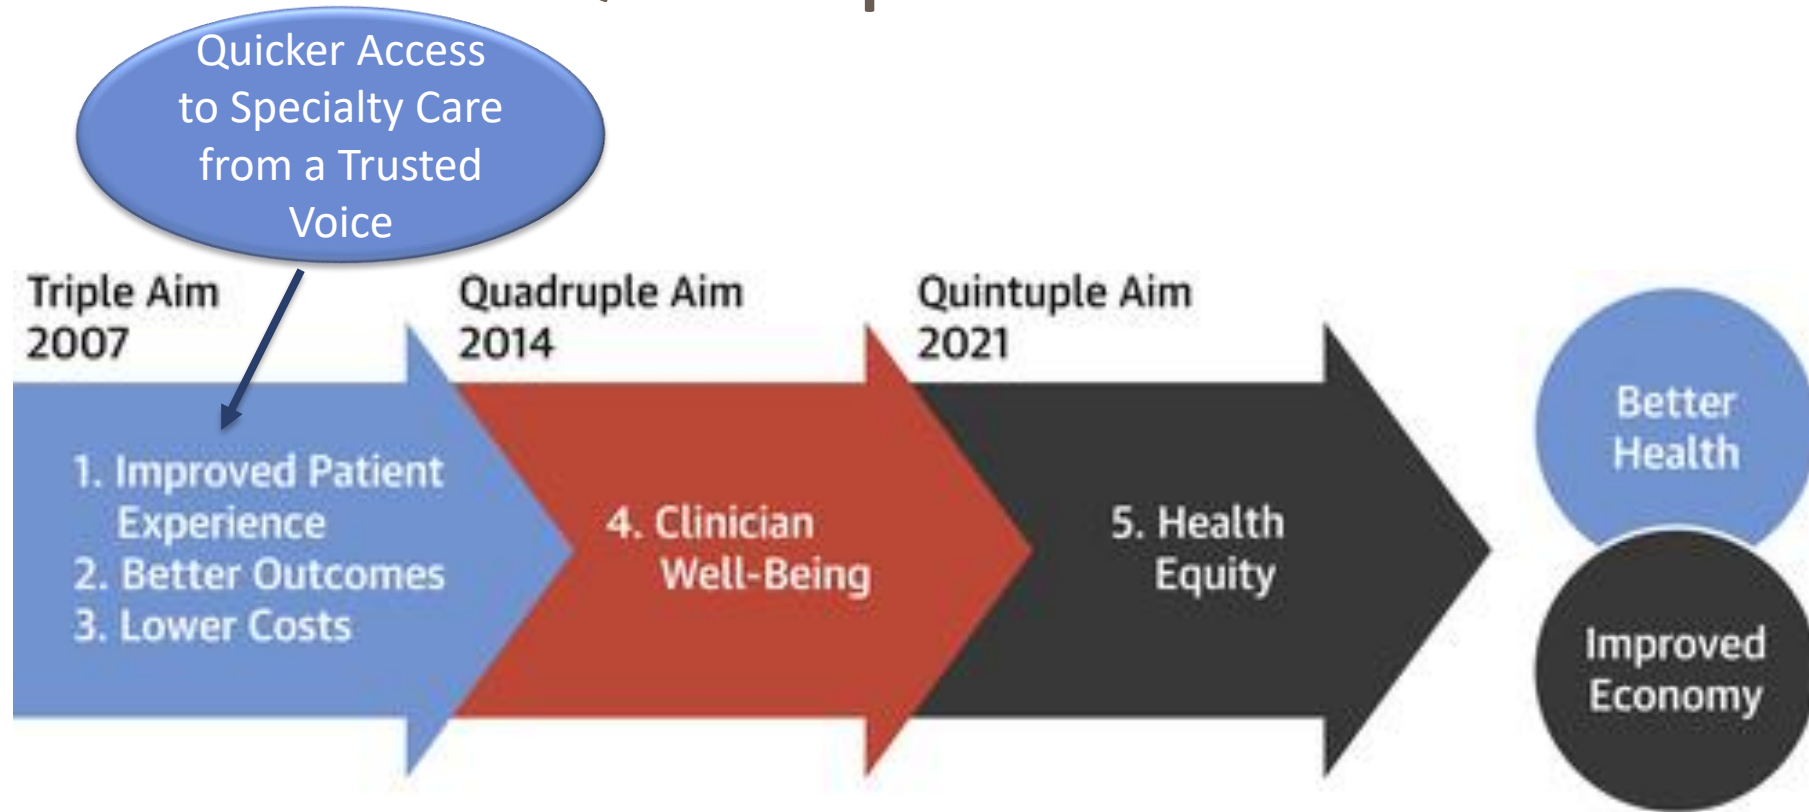 Quicker Access
to Specialty Care
from a Trusted
Voice
Triple Aim
2007
Quadruple Aim
2014
Quintuple Aim
2021
1. Improved Patient
Experience
2. Better Outcomes
3. Lower Costs
4. Clinician
Well-Being
5. Health
Equity
Better
Health
Improved
Economy